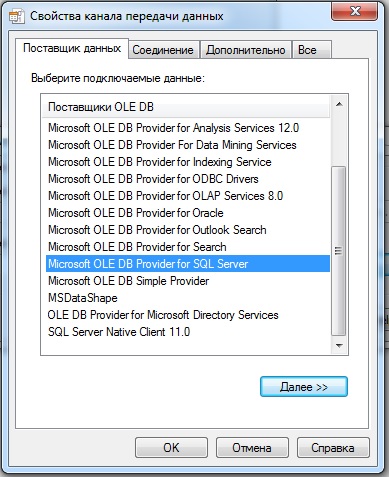 Свойства канала передачи данных
Поставщик данных Соединение Дополнительно Все
Выберите подключаемые данные:
Поставщики OLE DB
Microsoft OLE DB Provider for Analysis Services 12.0
Microsoft OLE DB Provider For Data Mining Services
Microsoft OLE DB Provider for Indexing Service
Microsoft OLE DB Provider for ODBC Drivers
Microsoft OLE DB Provider for OLAP Services 8.0
Microsoft OLE DB Provider for Oracle
Microsoft OLE DB Provider for Outlook Search
Microsoft OLE DB Provider for Search
Microsoft OLE DB Provider for SQL Server
Microsoft OLE DB Simple Provider
MSDataShape
OLE DB Provider for Microsoft Directory Services
SQL Server Native Client 11.0
Далее >>
OK Отмена Справка